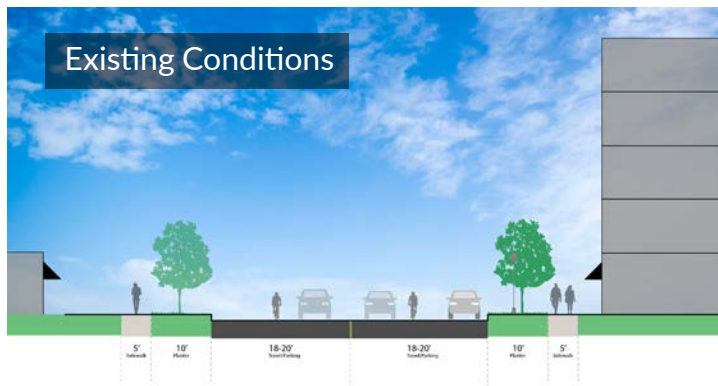 Existing Conditions
5'
Sidewalk
10'
Planter
18-20'
Travel/Parking
18-20'
Travel/Parking
10'
Planter
5'
Sidewalk